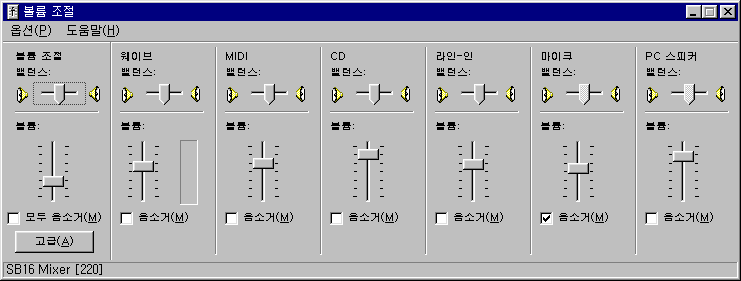 볼륨 조절
옵션(P) 도움말(H)
볼륨 조절 웨이브 MIDI CD 라인-인 마이크 PC 스피커
밸런스: 밸런스: 밸런스: 밸런스: 밸런스: 밸런스: 밸런스:
볼륨: 볼륨: 볼륨: 볼륨: 볼륨: 볼륨: 볼륨:
모두 음소거(M) 음소거(M) 음소거(M) 음소거(M) 음소거(M) 음소거(M) 음소거(M)
고급(A)
SB16 Mixer [220]